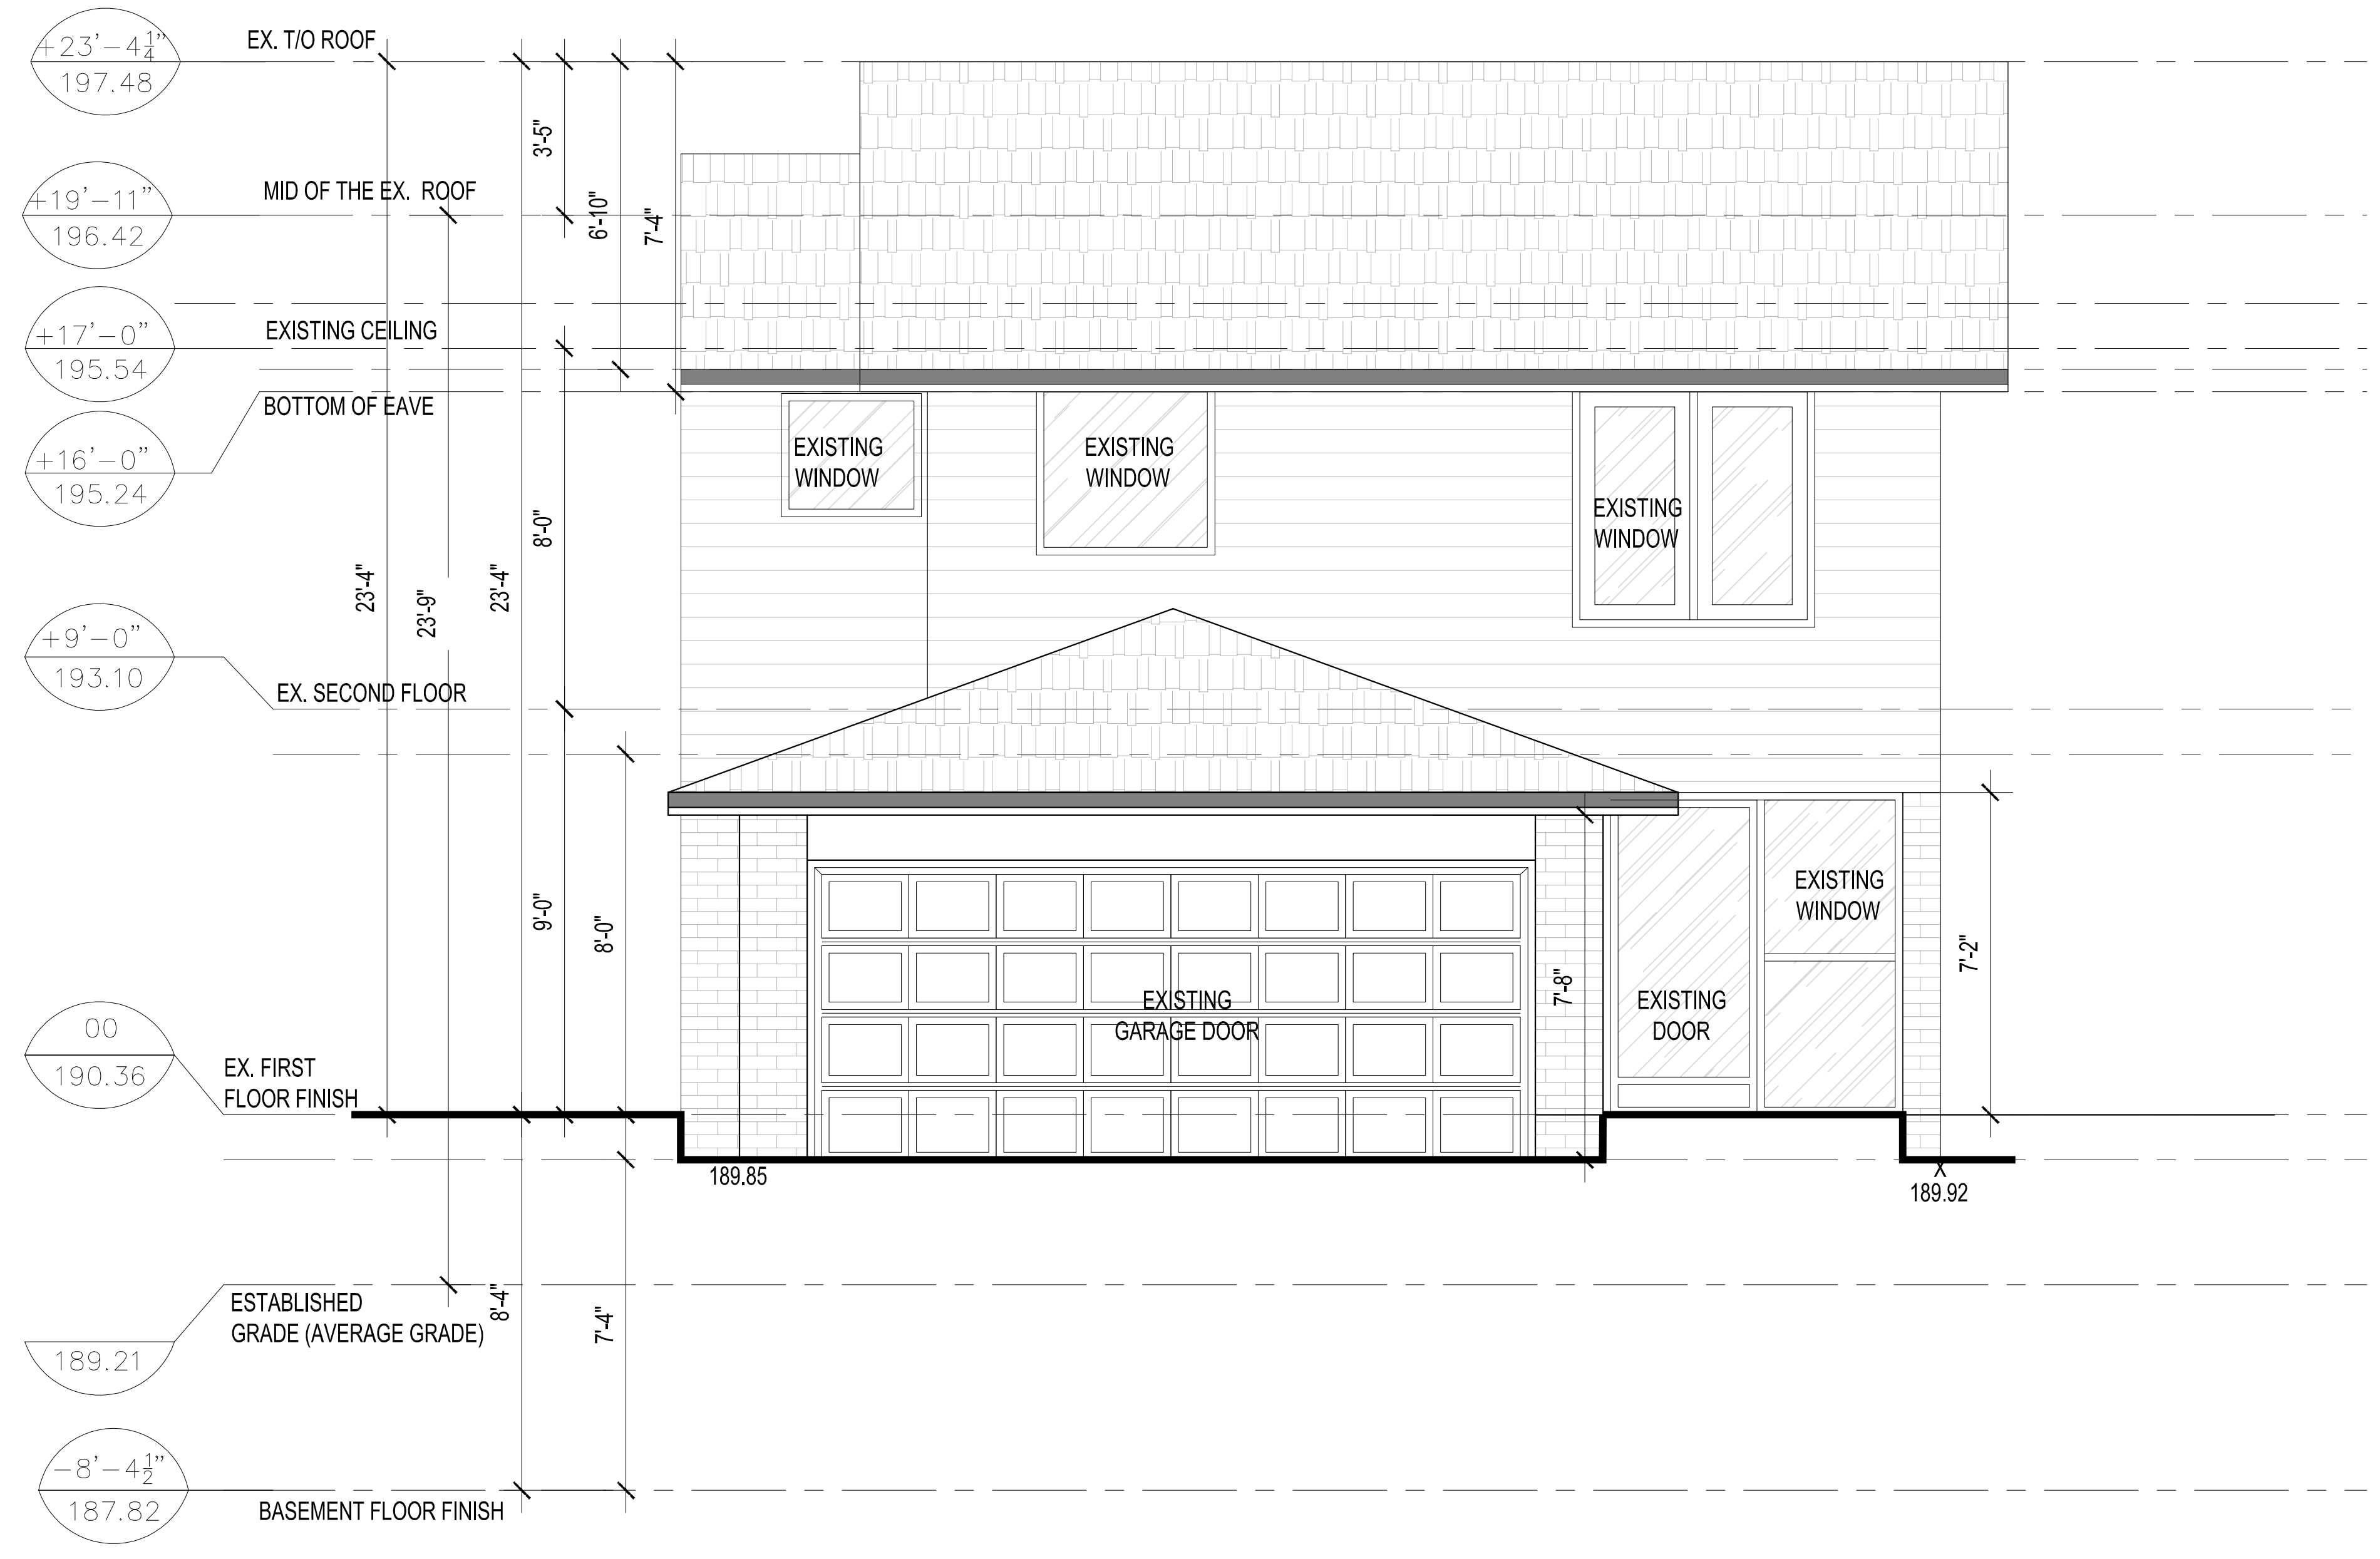 +23'-4 1/4"
197.48
EX. T/O ROOF
3'-5"
+19'-11"
196.42
MID OF THE EX. ROOF
6'-10"
7'-4"
+17'-0"
195.54
EXISTING CEILING
BOTTOM OF EAVE
+16'-0"
195.24
EXISTING
WINDOW
EXISTING
WINDOW
EXISTING
WINDOW
8'-0"
23'-4"
23'-9"
23'-4"
+9'-0"
193.10
EX. SECOND FLOOR
9'-0"
8'-0"
7'-8"
7'-2"
EXISTING
WINDOW
EXISTING
GARAGE DOOR
EXISTING
DOOR
00
190.36
EX. FIRST
FLOOR FINISH
189.85
X
189.92
ESTABLISHED
GRADE (AVERAGE GRADE)
189.21
8'-4"
7'-4"
-8'-4 1/2"
187.82
BASEMENT FLOOR FINISH